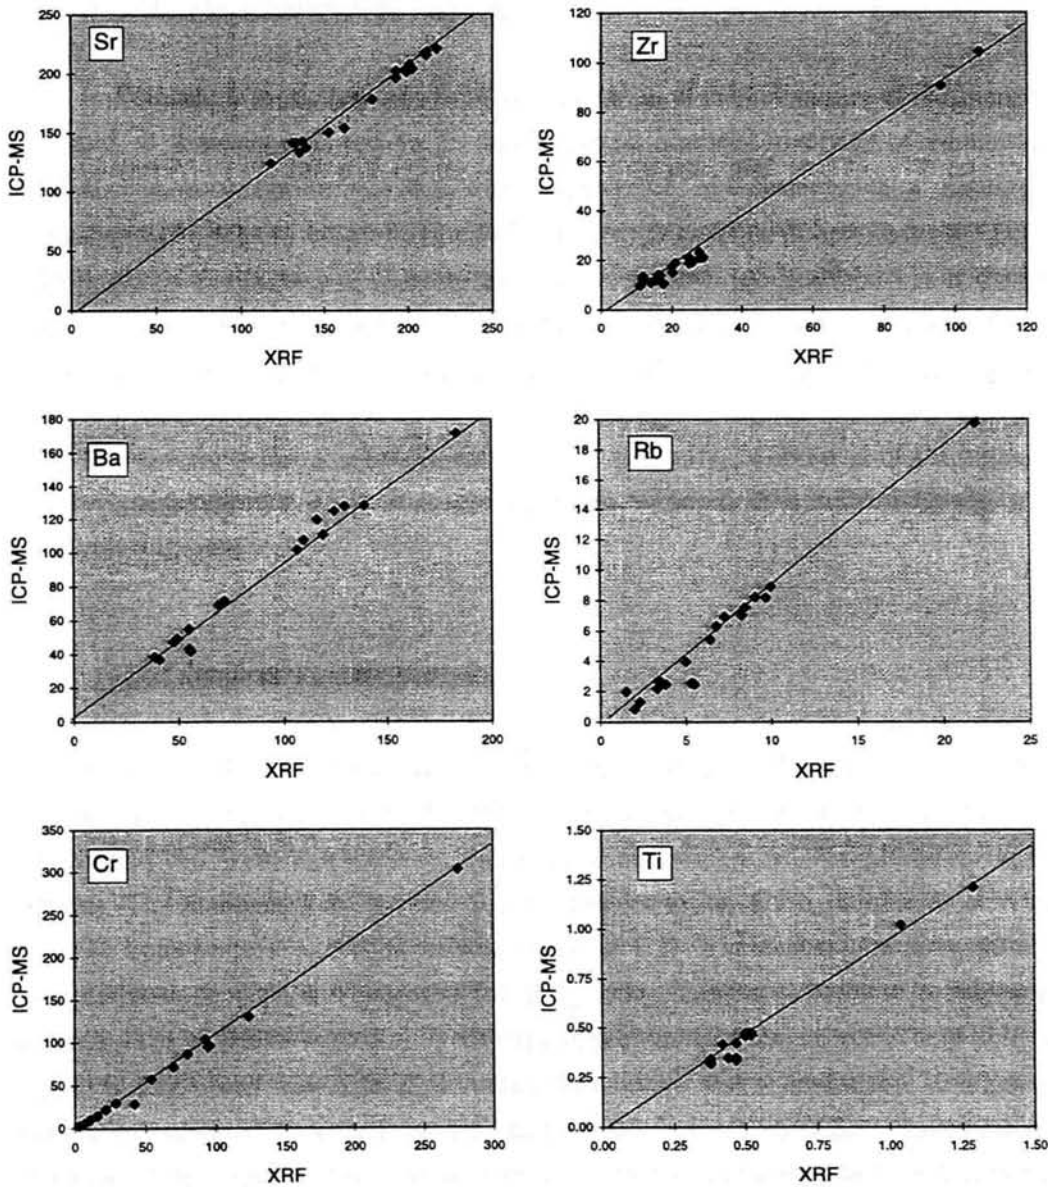 250
200
150
100
50
0
ICP-MS
Sr
0 50 100 150 200 250
XRF
120
100
80
60
40
20
0
ICP-MS
Zr
0 20 40 60 80 100 120
XRF
180
160
140
120
100
80
60
40
20
0
ICP-MS
Ba
0 50 100 150 200
XRF
20
18
16
14
12
10
8
6
4
2
0
ICP-MS
Rb
0 5 10 15 20 25
XRF
350
300
250
200
150
100
50
0
ICP-MS
Cr
0 50 100 150 200 250 300
XRF
1.50
1.25
1.00
0.75
0.50
0.25
0.00
ICP-MS
Ti
0.00 0.25 0.50 0.75 1.00 1.25 1.50
XRF